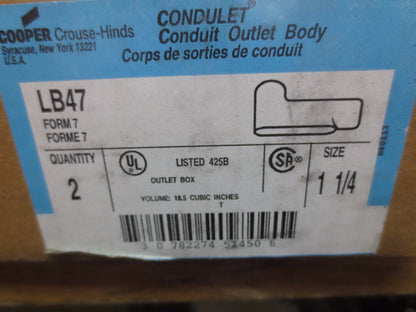 COOPER Crouse-Hinds
Syracuse, New York 13221
U.S.A.
CONDULET
Conduit Outlet Body
Corps de sorties de conduit
LB47
FORM 7
FORME 7
QUANTITY
2
UL
LISTED 425B
OUTLET BOX
VOLUME: 18.5 CUBIC INCHES
T
SA ®
SIZE
1 1/4
3 0 782274 51450 6